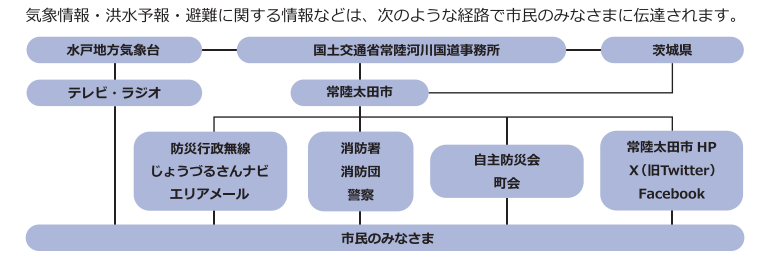 気象情報・洪水予報・避難に関する情報などは、次のような経路で市民のみなさまに伝達されます。
水戸地方気象台
国土交通省常陸河川国道事務所
茨城県
テレビ・ラジオ
常陸太田市
防災行政無線
じょうづるさんナビ
エリアメール
消防署
消防団
警察
自主防災会
町会
常陸太田市 HP
X（旧Twitter）
Facebook
市民のみなさま